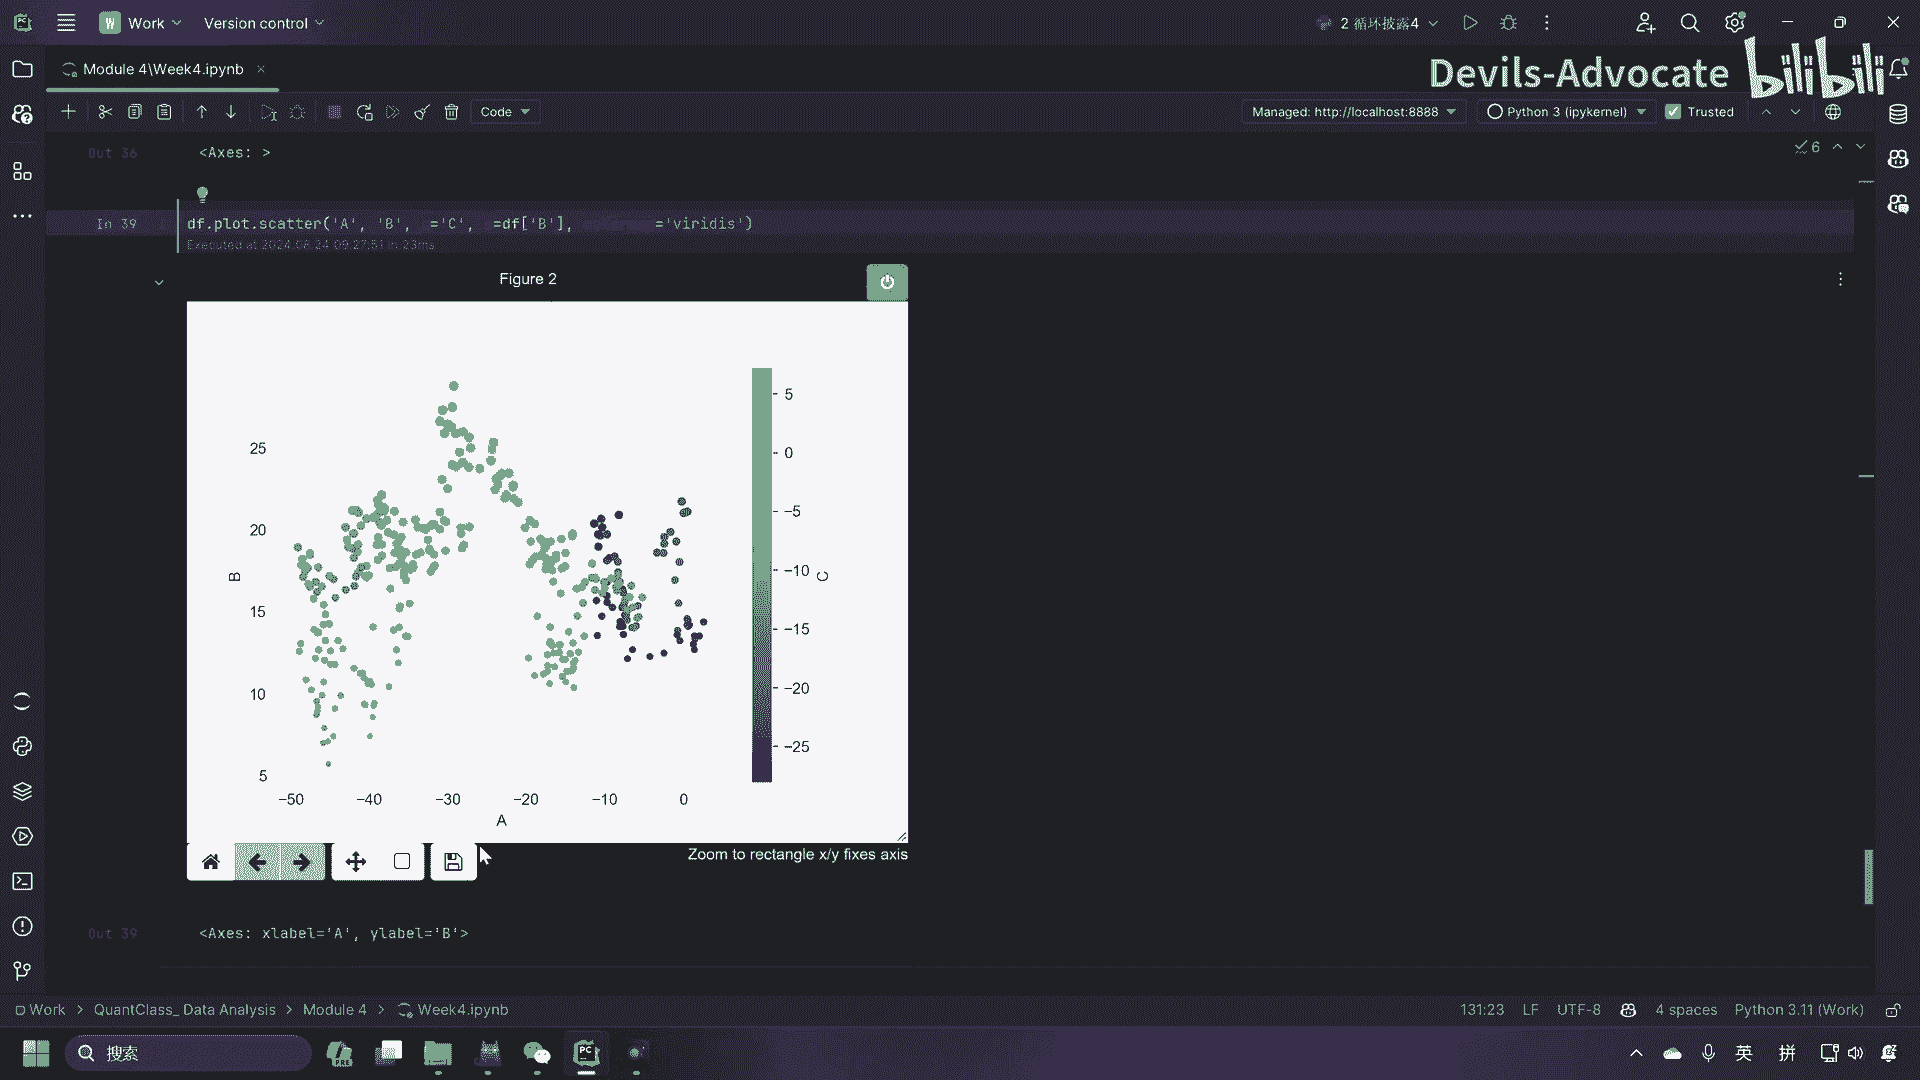 Work
Version control
2 循环披露4
Module 4\Week4.ipynb
Devils-Advocate
bilibili
Code
Managed: http://localhost:8888
Python 3 (ipykernel)
Trusted
Out 36
<Axes: >
6
In 39
df.plot.scatter('A', 'B', ='C', =df['B'], ='viridis')
Executed at 2024.08.24 09:27:51 in 23ms
Figure 2
5
0
−5
−10
−15
−20
−25
C
25
20
15
10
5
B
−50 −40 −30 −20 −10 0
A
Zoom to rectangle x/y fixes axis
Out 39
<Axes: xlabel='A', ylabel='B'>
Work > QuantClass_ Data Analysis > Module 4 > Week4.ipynb
131:23 LF UTF-8 4 spaces Python 3.11 (Work)
搜索
英 拼